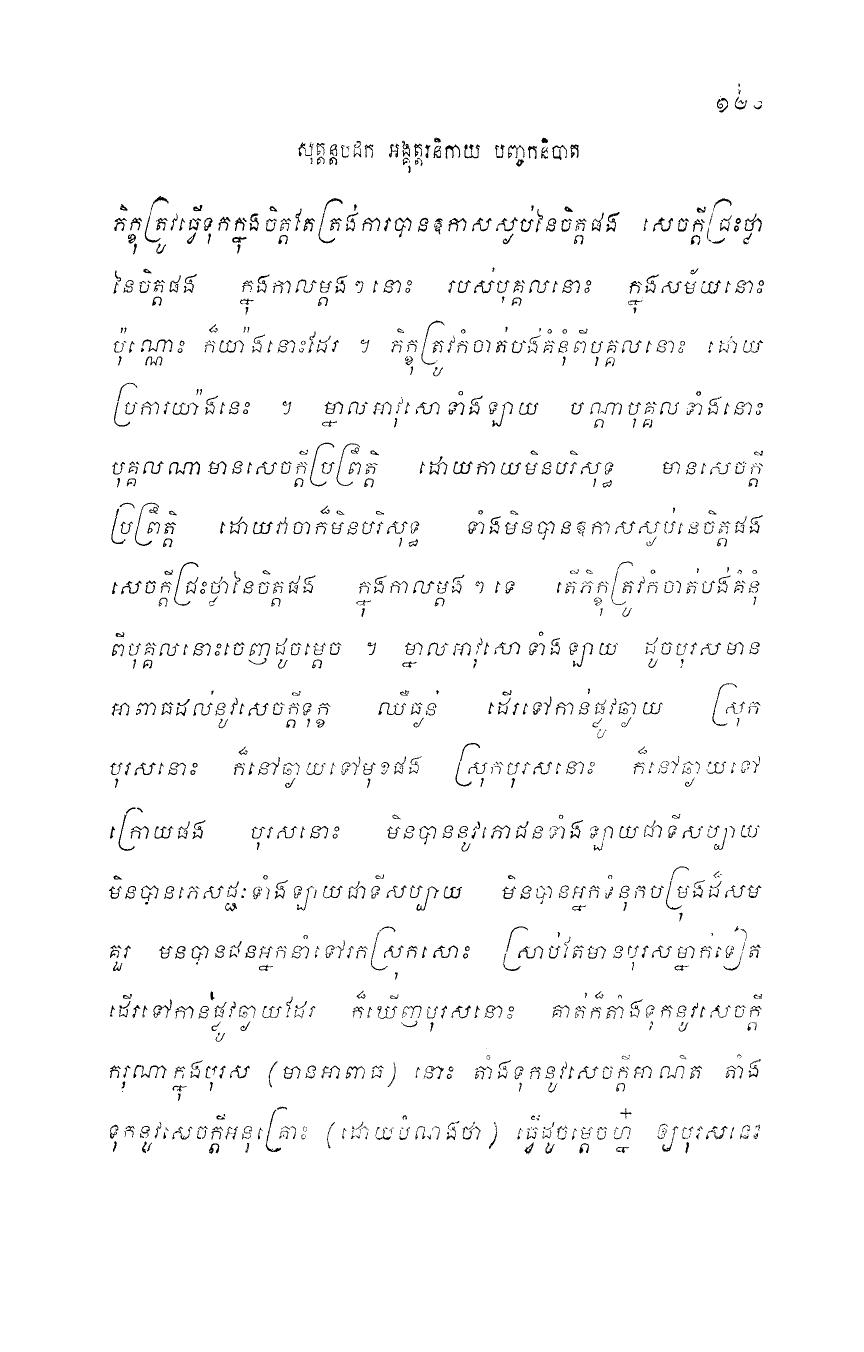 សុត្តន្តបិដក អង្គុត្តរនិកាយ បញ្ចកនិបាត
ភិក្ខុត្រូវធ្វើទុកក្នុងចិត្តតែត្រង់ការបានឱកាសស្ងប់នៃចិត្តផង សេចក្តីជ្រះថ្លា
នៃចិត្តផង ក្នុងកាលម្តងៗនោះ របស់បុគ្គលនោះ ក្នុងសម័យនោះ
ប៉ុណ្ណោះ ក៏យ៉ាងនោះដែរ ។ ភិក្ខុត្រូវកំចាត់បង់គំនុំពីបុគ្គលនោះ ដោយ
ប្រការយ៉ាងនេះ ។ ម្នាលអាវុសោទាំងឡាយ បណ្តាបុគ្គលទាំងនោះ
បុគ្គលណាមានសេចក្តីប្រព្រឹត្តិ ដោយកាយមិនបរិសុទ្ធ មានសេចក្តី
ប្រព្រឹត្តិ ដោយវាចាក៏មិនបរិសុទ្ធ ទាំងមិនបានឱកាសស្ងប់នៃចិត្តផង
សេចក្តីជ្រះថ្លានៃចិត្តផង ក្នុងកាលម្តងៗទេ តើភិក្ខុត្រូវកំចាត់បង់គំនុំ
ពីបុគ្គលនោះចេញដូចម្តេច ។ ម្នាលអាវុសោទាំងឡាយ ដូចបុរសមាន
អាពាធដល់នូវសេចក្តីទុក្ខ ឈឺធ្ងន់ ដើរទៅកាន់ផ្លូវឆ្ងាយ ស្រុក
បុរសនោះ ក៏នៅឆ្ងាយទៅមុខផង ស្រុកបុរសនោះ ក៏នៅឆ្ងាយទៅ
ក្រោយផង បុរសនោះ មិនបាននូវភោជនទាំងឡាយជាទីសប្បាយ
មិនបានភេសជ្ជៈទាំងឡាយជាទីសប្បាយ មិនបានអ្នកទំនុកបម្រុងដ៏សម
គួរ មិនបានជនអ្នកនាំទៅរកស្រុកសោះ ស្រាប់តែមានបុរសម្នាក់ទៀត
ដើរទៅកាន់ផ្លូវឆ្ងាយដែរ ក៏ឃើញបុរសនោះ គាត់ក៏តាំងទុកនូវសេចក្តី
ករុណាក្នុងបុរស (មានអាពាធ) នោះ តាំងទុកនូវសេចក្តីអាណិត តាំង
ទុកនូវសេចក្តីអនុគ្រោះ (ដោយបំណងថា) ធ្វើដូចម្តេចហ្ន៎ ឲ្យបុរសនេះ